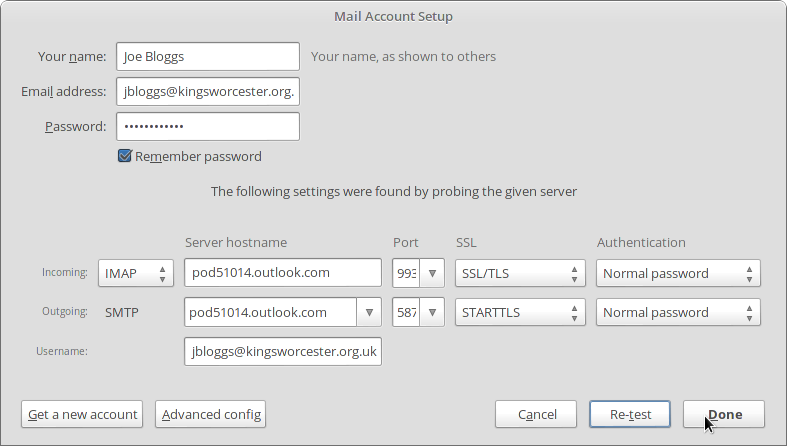 Mail Account Setup
Your name: Joe Bloggs Your name, as shown to others
Email address: jbloggs@kingsworcester.org.
Password: ••••••••••••
Remember password
The following settings were found by probing the given server
Server hostname Port SSL Authentication
Incoming: IMAP pod51014.outlook.com 993 SSL/TLS Normal password
Outgoing: SMTP pod51014.outlook.com 587 STARTTLS Normal password
Username: jbloggs@kingsworcester.org.uk
Get a new account Advanced config Cancel Re-test Done